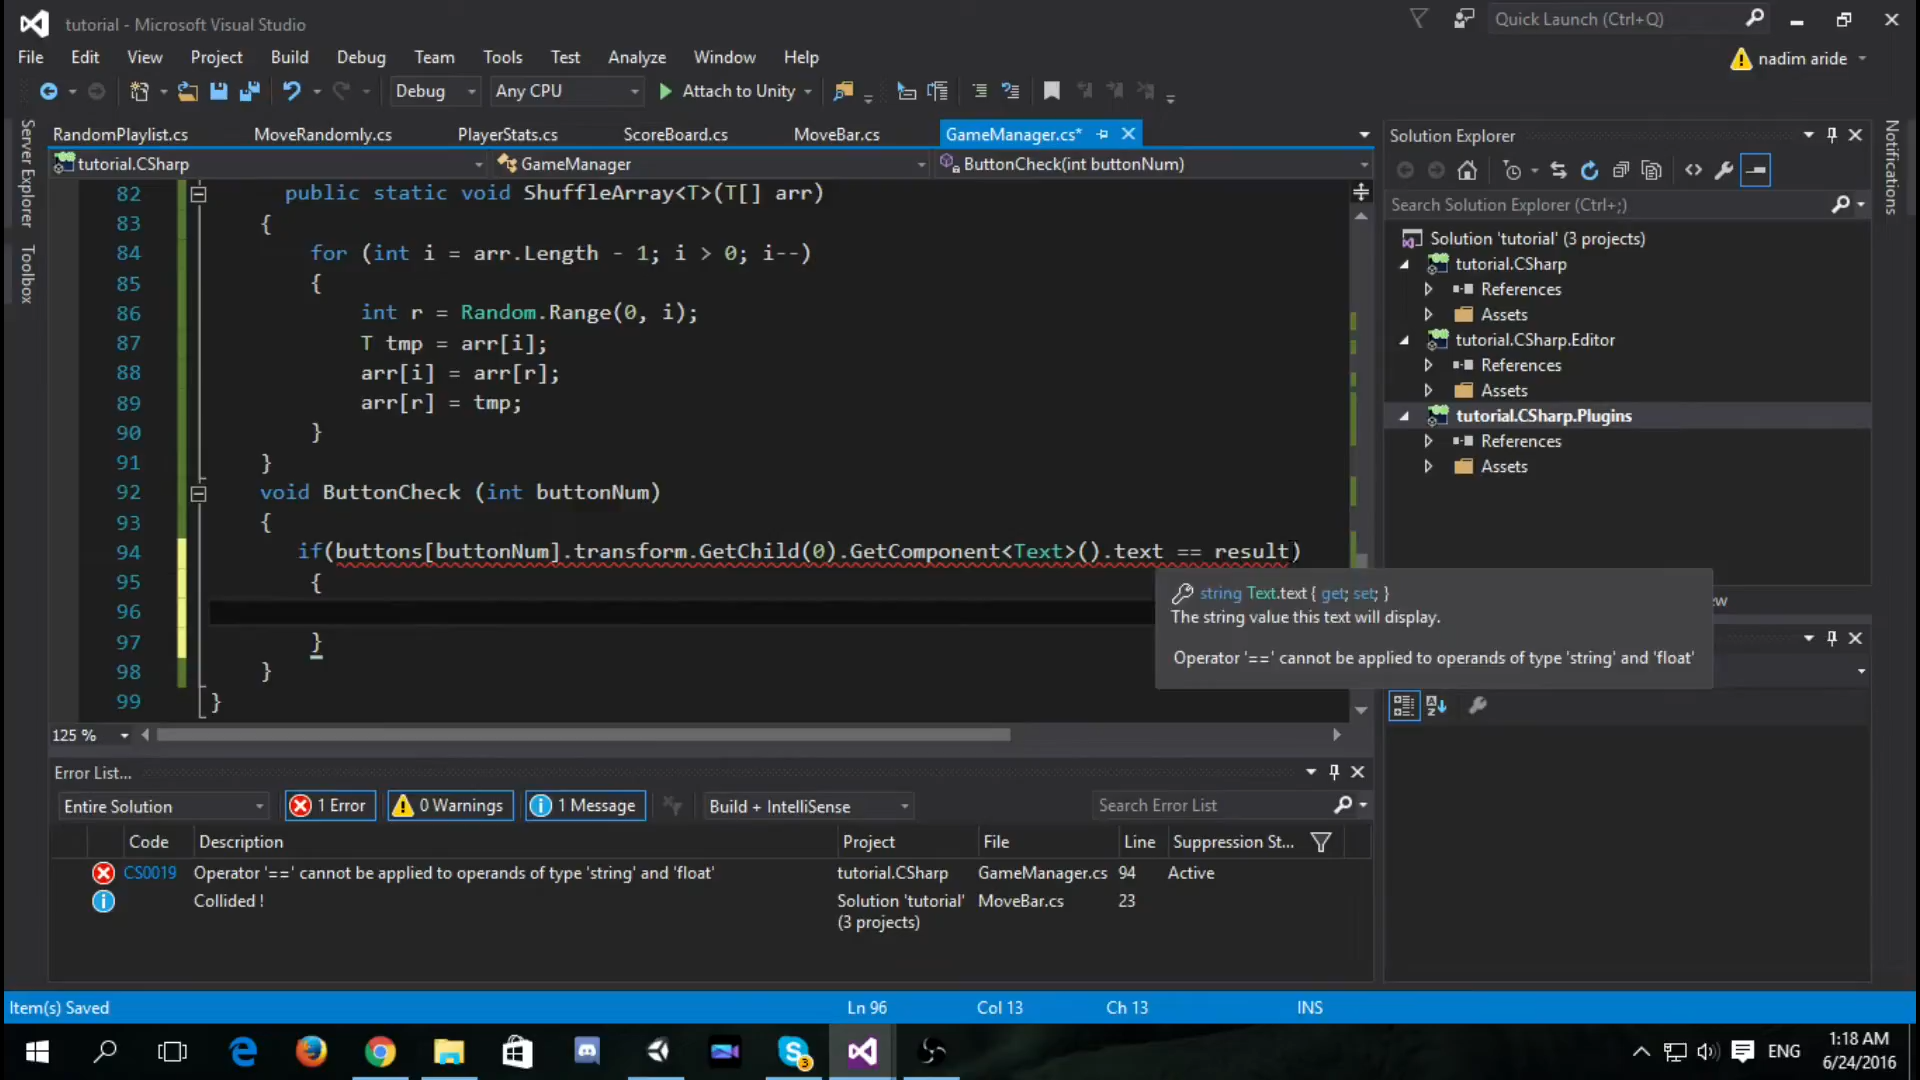 tutorial - Microsoft Visual Studio
Quick Launch (Ctrl+Q)
File Edit View Project Build Debug Team Tools Test Analyze Window Help
nadim aride
Debug Any CPU Attach to Unity
Server Explorer
Toolbox
Notifications
RandomPlaylist.cs MoveRandomly.cs PlayerStats.cs ScoreBoard.cs MoveBar.cs GameManager.cs*
tutorial.CSharp GameManager ButtonCheck(int buttonNum)
82 public static void ShuffleArray<T>(T[] arr)
83 {
84 for (int i = arr.Length - 1; i > 0; i--)
85 {
86 int r = Random.Range(0, i);
87 T tmp = arr[i];
88 arr[i] = arr[r];
89 arr[r] = tmp;
90 }
91 }
92 void ButtonCheck (int buttonNum)
93 {
94 if(buttons[buttonNum].transform.GetChild(0).GetComponent<Text>().text == result)
95 {
96
97 }
98 }
99 }
string Text.text { get; set; }
The string value this text will display.
Operator '==' cannot be applied to operands of type 'string' and 'float'
125 %
Solution Explorer
Search Solution Explorer (Ctrl+;)
Solution 'tutorial' (3 projects)
tutorial.CSharp
References
Assets
tutorial.CSharp.Editor
References
Assets
tutorial.CSharp.Plugins
References
Assets
Error List...
Entire Solution 1 Error 0 Warnings 1 Message Build + IntelliSense Search Error List
Code Description Project File Line Suppression St...
CS0019 Operator '==' cannot be applied to operands of type 'string' and 'float' tutorial.CSharp GameManager.cs 94 Active
Collided ! Solution 'tutorial' MoveBar.cs 23
(3 projects)
Item(s) Saved Ln 96 Col 13 Ch 13 INS
3
ENG
1:18 AM
6/24/2016